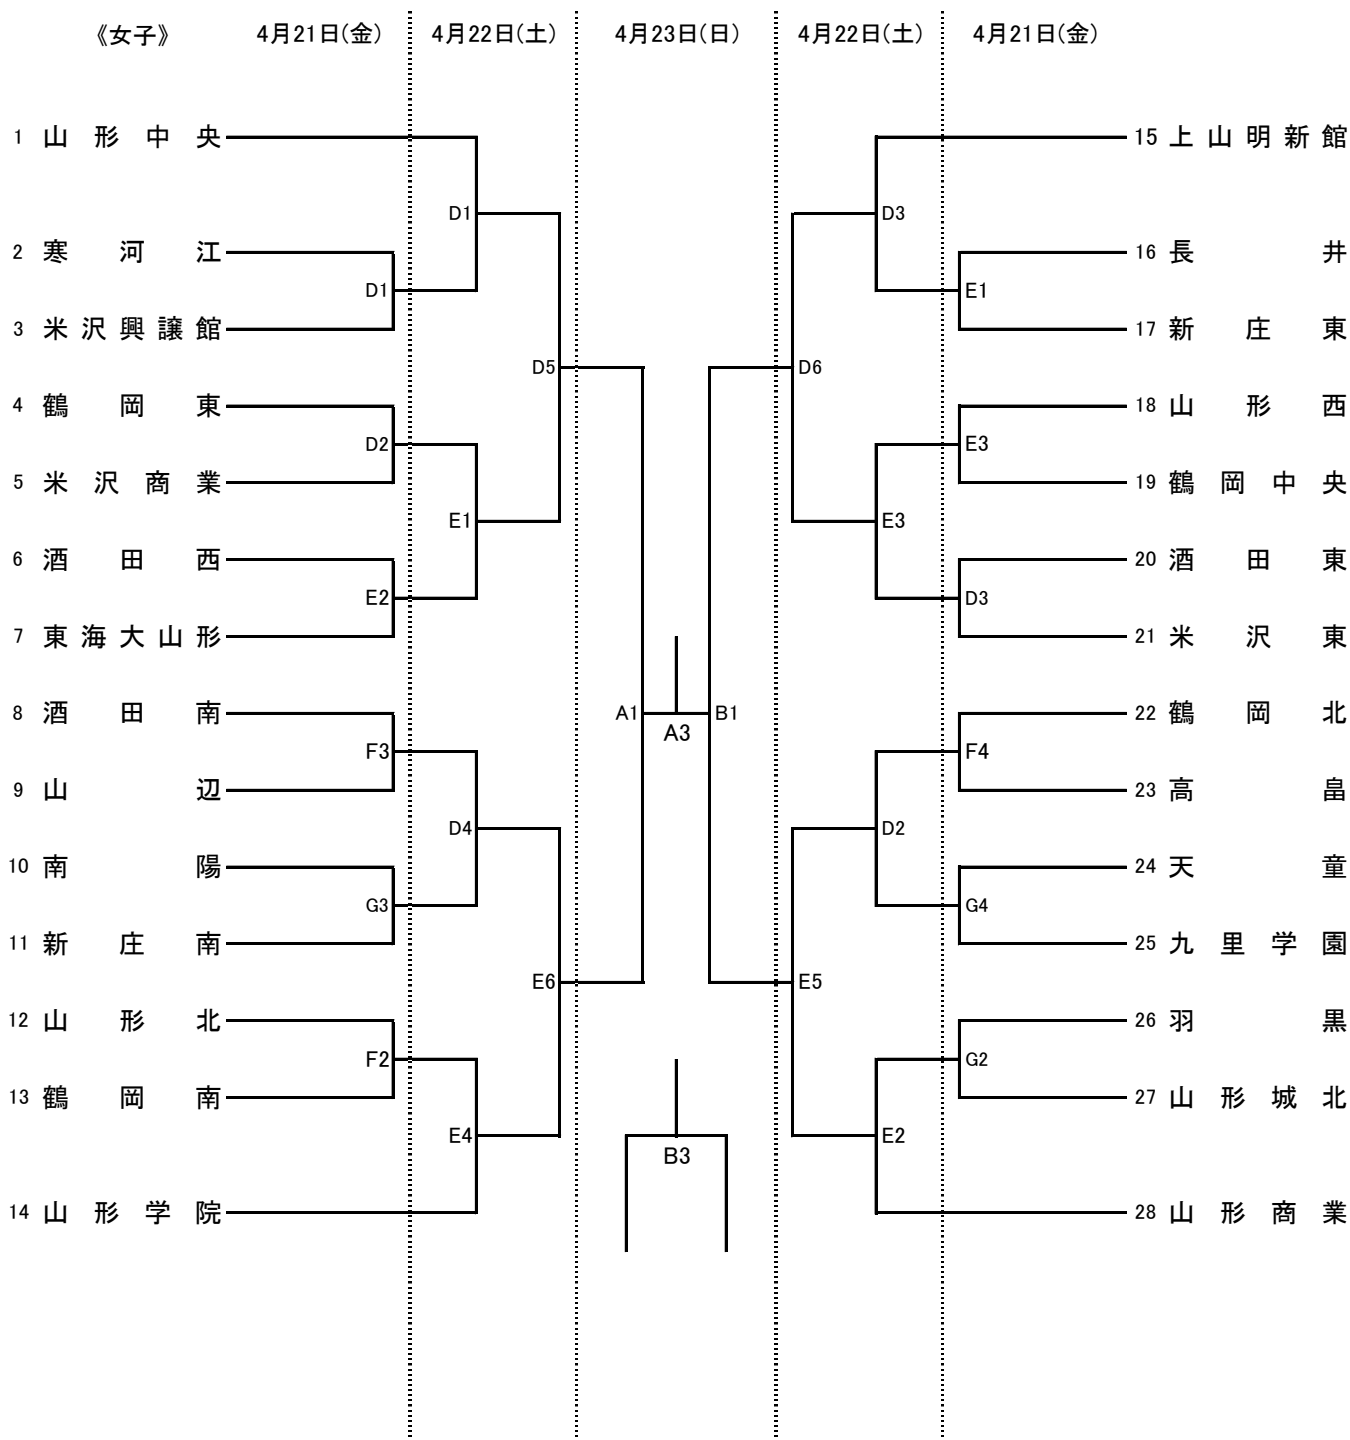 《女子》 4月21日(金) 4月22日(土) 4月23日(日) 4月22日(土) 4月21日(金)
1 山形中央 15 上山明新館
D1 D3
2 寒河江 16 長井
D1 E1
3 米沢興譲館 17 新庄東
D5 D6
4 鶴岡東 18 山形西
D2 E3
5 米沢商業 19 鶴岡中央
E1 E3
6 酒田西 20 酒田東
E2 D3
7 東海大山形 21 米沢東
8 酒田南 A1 B1 22 鶴岡北
A3
F3 F4
9 山辺 23 高畠
D4 D2
10 南陽 24 天童
G3 G4
11 新庄南 25 九里学園
E6 E5
12 山形北 26 羽黒
F2 G2
13 鶴岡南 27 山形城北
E4 E2
B3
14 山形学院 28 山形商業